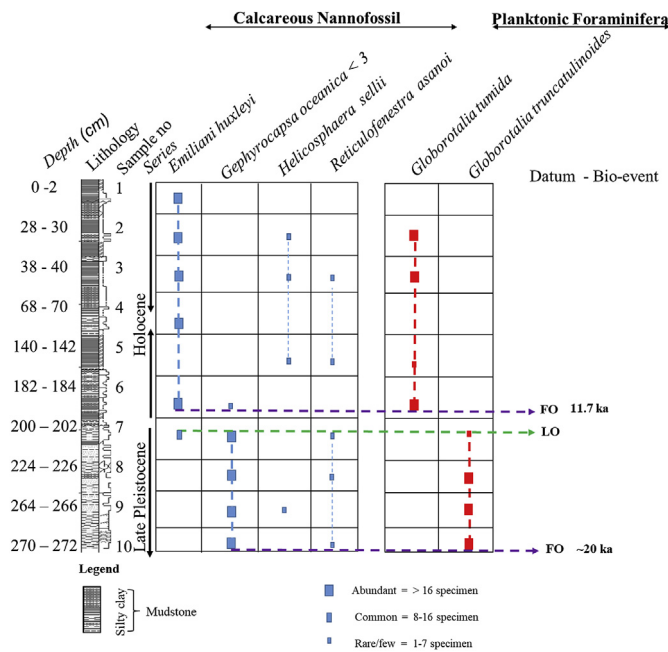 Calcareous Nannofossil
Planktonic Foraminifera
Depth (cm)
Lithology
Sample no
Series
Emiliani huxleyi
Gephyrocapsa oceanica < 3
Helicosphaera sellii
Reticulofenestra asanoi
Globorotalia tumida
Globorotalia truncatulinoides
Datum - Bio-event
0 -2 1
28 - 30 2
38 - 40 3
68 - 70 4
140 – 142 5
182 - 184 6
200 – 202 7
224 – 226 8
264 – 266 9
270 – 272 10
Holocene
Late Pleistocene
FO 11.7 ka
LO
FO ~20 ka
Legend
Silty clay
Mudstone
Abundant = > 16 specimen
Common = 8-16 specimen
Rare/few = 1-7 specimen